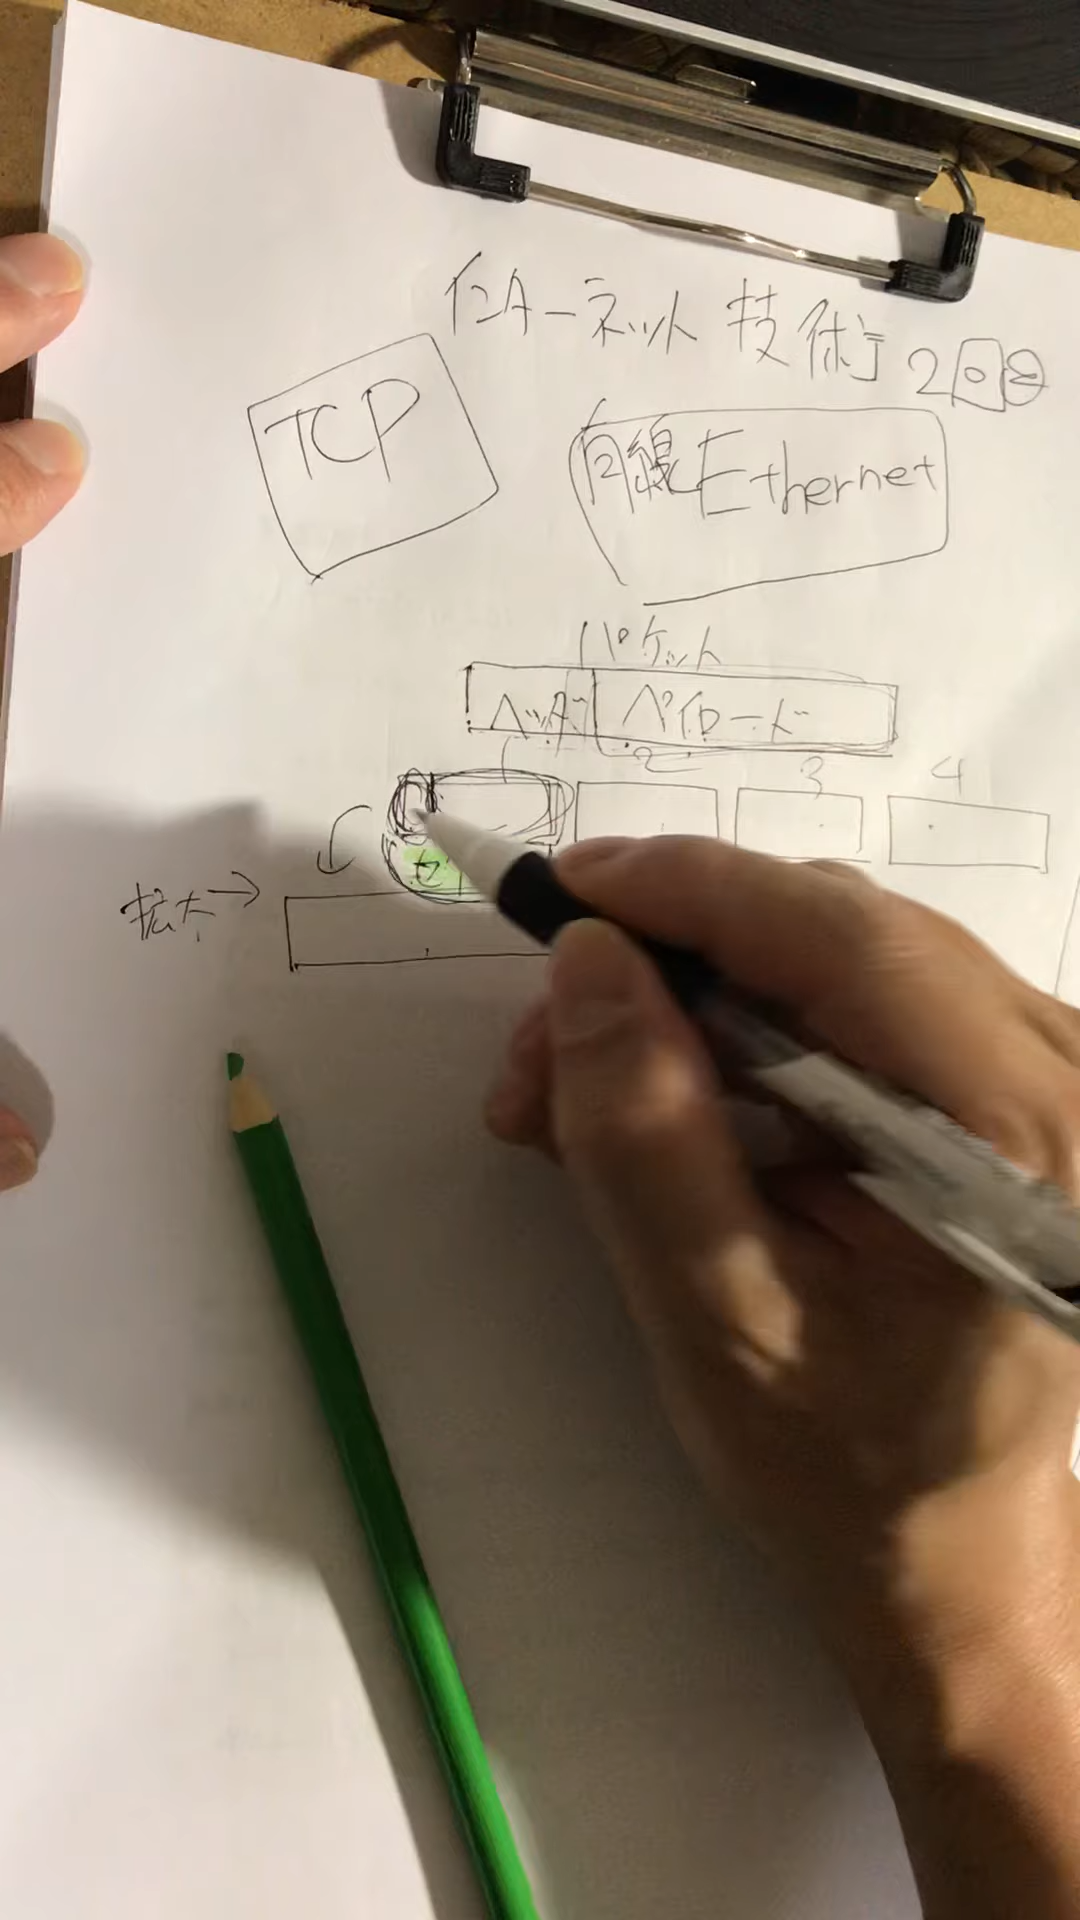 インターネット技術 208
TCP
有線Ethernet
パケット
ヘッダ ペイロード
1 2 3 4
拡大→